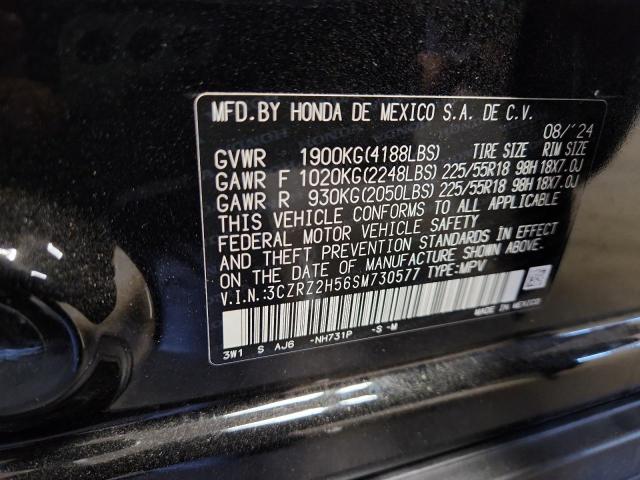 MFD.BY HONDA DE MEXICO S.A. DE C.V.
08/'24
GVWR 1900KG(4188LBS) TIRE SIZE RIM SIZE
GAWR F 1020KG(2248LBS) 225/55R18 98H 18X7.0J
GAWR R 930KG(2050LBS) 225/55R18 98H 18X7.0J
THIS VEHICLE CONFORMS TO ALL APPLICABLE
FEDERAL MOTOR VEHICLE SAFETY
AND THEFT PREVENTION STANDARDS IN EFFECT
ON THE DATE OF MANUFACTURE SHOWN ABOVE.
V.I.N.:3CZRZ2H56SM730577 TYPE:MPV
MADE IN MEXICO
3W1 S AJ6 -NH731P -S-M